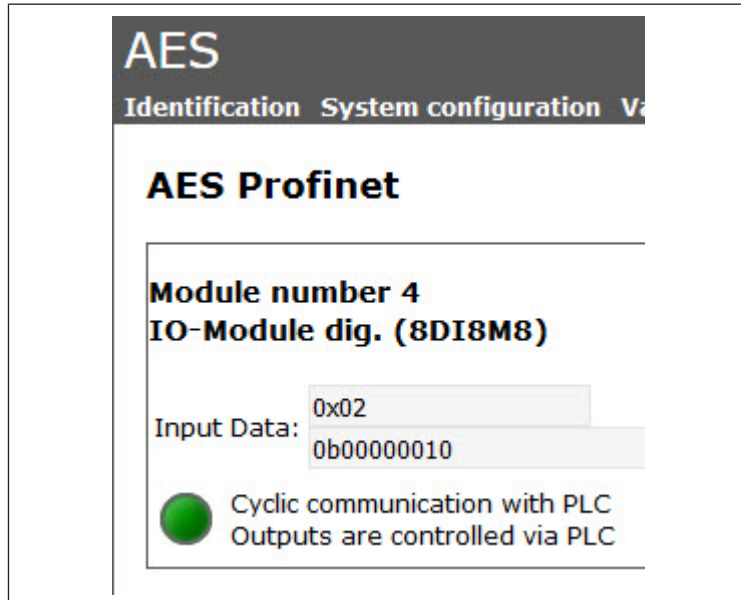 AES
Identification System configuration Va
AES Profinet
Module number 4
IO-Module dig. (8DI8M8)
Input Data:
0x02
0b00000010
Cyclic communication with PLC
Outputs are controlled via PLC